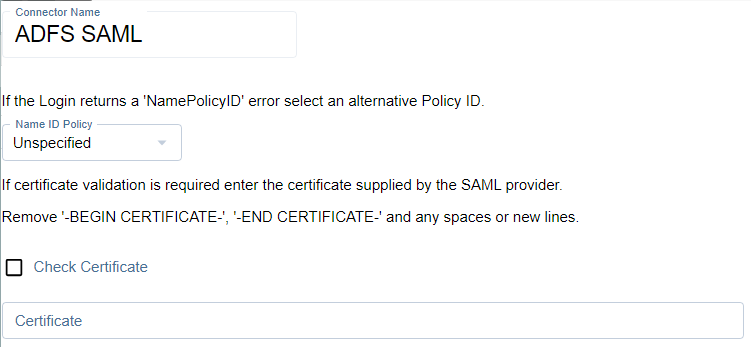 Connector Name
ADFS SAML
If the Login returns a 'NamePolicyID' error select an alternative Policy ID.
Name ID Policy
Unspecified
If certificate validation is required enter the certificate supplied by the SAML provider.
Remove '-BEGIN CERTIFICATE-', '-END CERTIFICATE-' and any spaces or new lines.
Check Certificate
Certificate